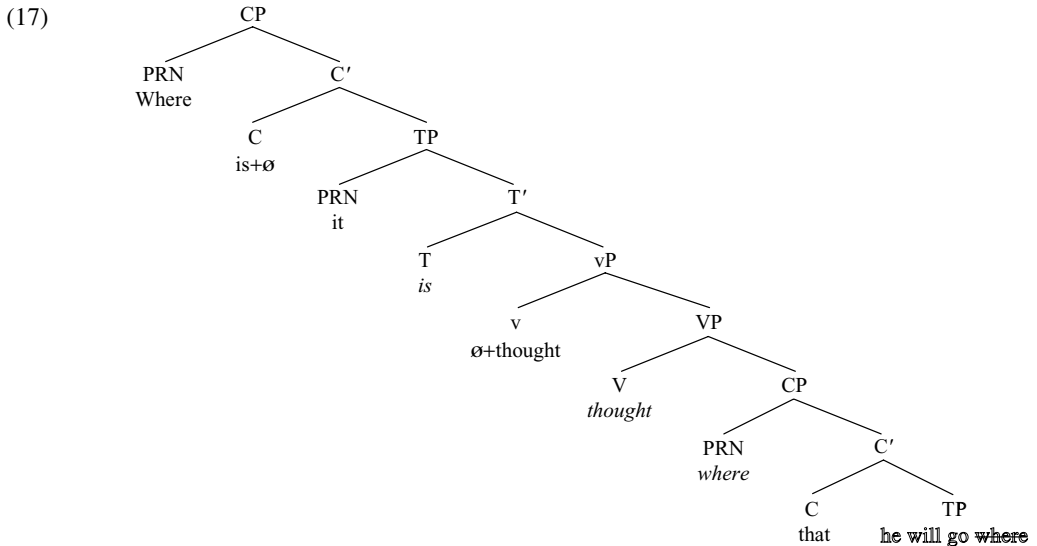 (17)
CP
PRN
C′
Where
C
TP
is+ø
PRN
T′
it
T
vP
is
v
VP
ø+thought
V
CP
thought
PRN
C′
where
C
TP
that
he will go where